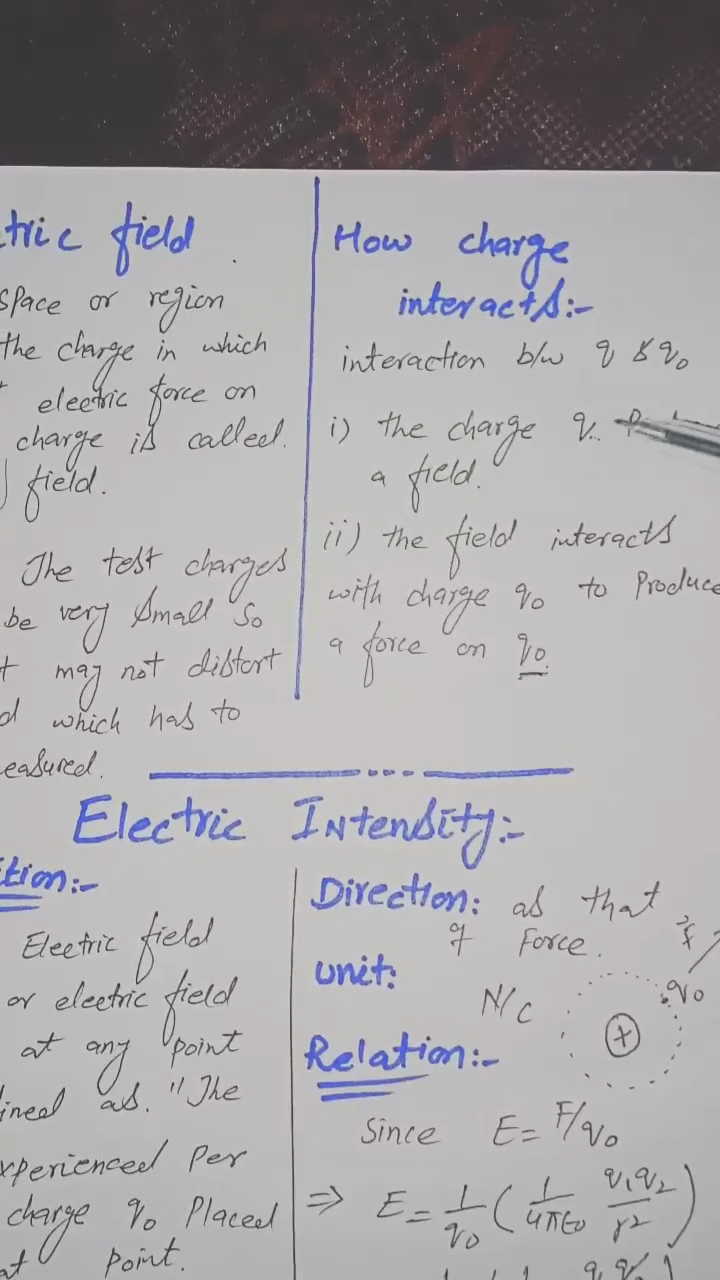 tric field
space or region
the charge in which
electric force on
charge is called.
field.
The test charges
be very small so
may not distort
which has to
easured.
How charge
interacts:-
interaction b/w q & q₀
i) the charge q
a field.
ii) the field interacts
with charge q₀ to Produce
a force on q₀.
Electric Intensity:-
ition:-
Electric field
or electric field
at any point
ined as. "The
xperienced Per
charge q₀ Placed
at point.
Direction: as that
of Force.
unit:
N/C
q₀
+
Relation:-
Since E = F/q₀
⇒ E = 1/q₀ (1/4πε₀ q₁q₂/r²)